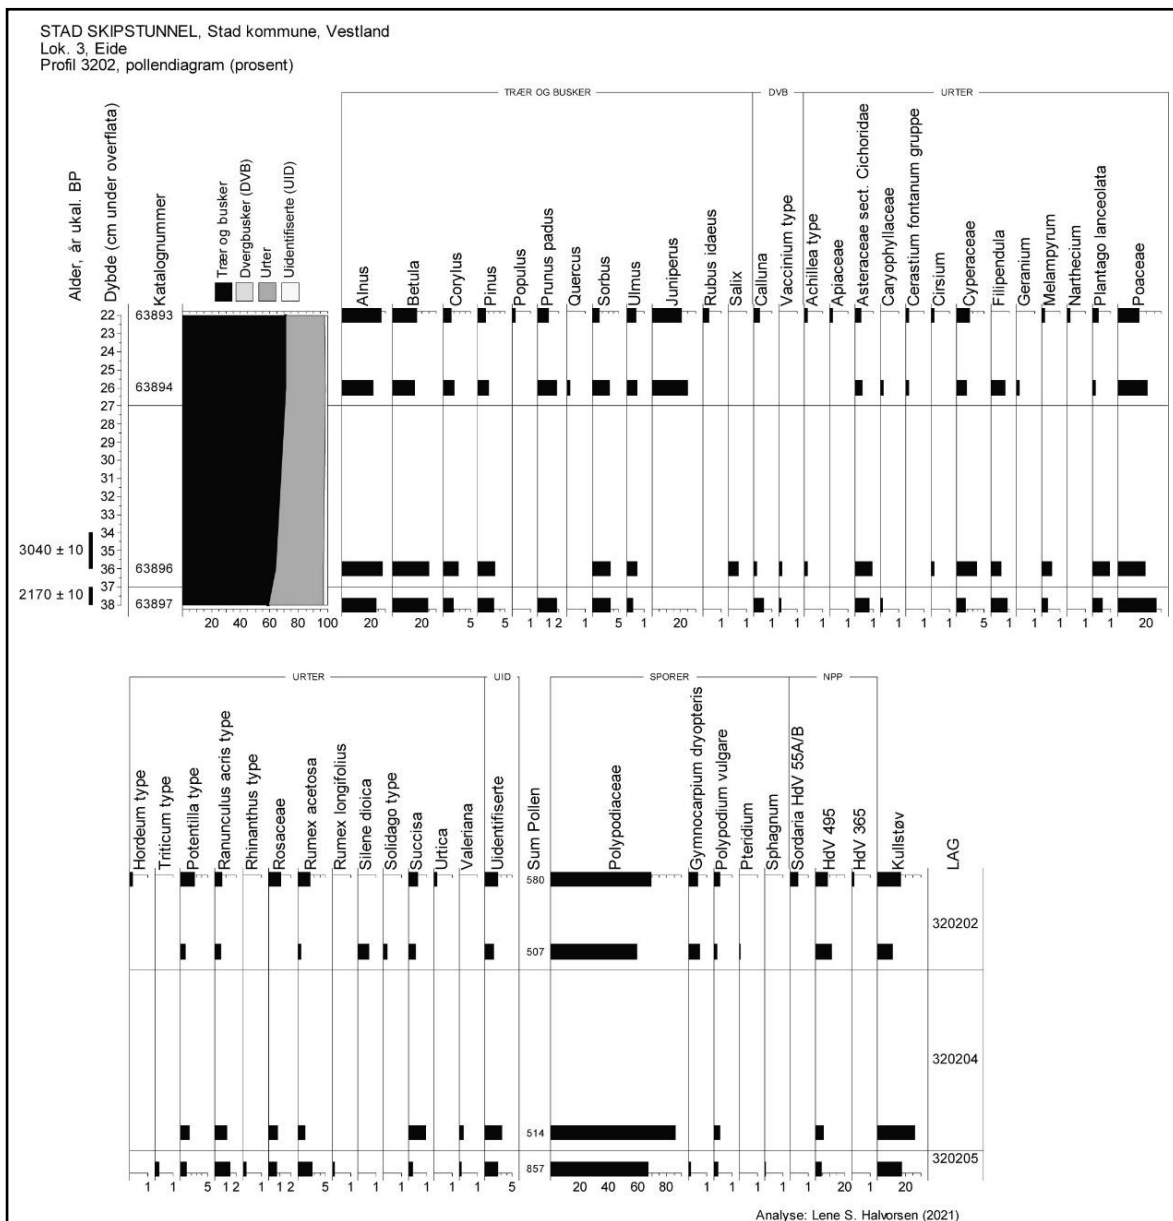 STAD SKIPSTUNNEL, Stad kommune, Vestland
Lok. 3, Eide
Profil 3202, pollendiagram (prosent)
TRÆR OG BUSKER
DVB
URTER
Alder, år ukal. BP
Dybde (cm under overflata)
Katalognummer
Trær og busker
Dvergbusker (DVB)
Urter
Uidentifiserte (UID)
Alnus
Betula
Corylus
Pinus
Populus
Prunus padus
Quercus
Sorbus
Ulmus
Juniperus
Rubus idaeus
Salix
Calluna
Vaccinium type
Achillea type
Apiaceae
Asteraceae sect. Cichoridae
Caryophyllaceae
Cerastium fontanum gruppe
Cirsium
Cyperaceae
Filipendula
Geranium
Melampyrum
Narthecium
Plantago lanceolata
Poaceae
22 63893
23
24
25
26 63894
27
28
29
30
31
32
33
34
3040 ± 10 35
36 63896
37
2170 ± 10
38 63897
20 40 60 80 100 20 20 5 5 1 1 2 1 5 1 20 1 1 1 1 1 1 1 1 1 1 5 1 1 1 1 1 20
URTER
UID
SPORER
NPP
Hordeum type
Triticum type
Potentilla type
Ranunculus acris type
Rhinanthus type
Rosaceae
Rumex acetosa
Rumex longifolius
Silene dioica
Solidago type
Succisa
Urtica
Valeriana
Uidentifiserte
Sum Pollen
Polypodiaceae
Gymnocarpium dryopteris
Polypodium vulgare
Pteridium
Sphagnum
Sordaria HdV 55A/B
HdV 495
HdV 365
Kullstøv
LAG
580
320202
507
320204
514
857
320205
1 1 5 1 2 1 1 2 1 1 1 1 1 1 1 5 20 40 60 80 1 1 1 1 1 20 1 20
Analyse: Lene S. Halvorsen (2021)